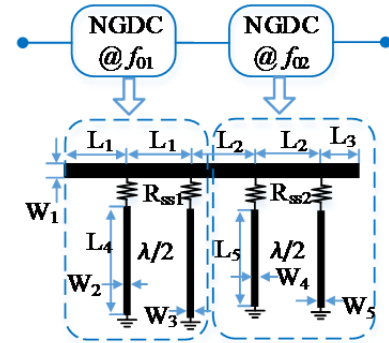 NGDC
@f01
NGDC
@f02
L1 L1 L2 L2 L3
W1
Rss1 Rss2
L4 λ/2 L5 λ/2
W2 W4
W3 W5